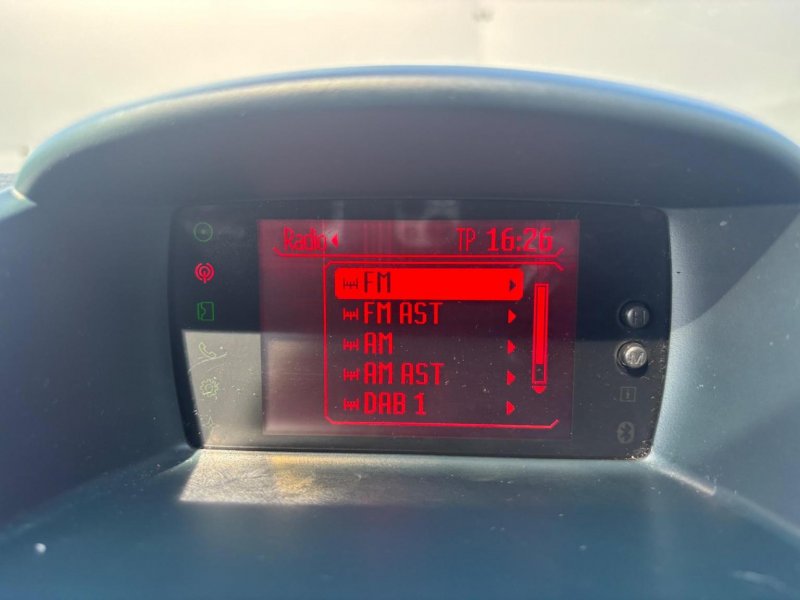 Radio
TP 16:26
FM
FM AST
AM
AM AST
DAB 1
H
M